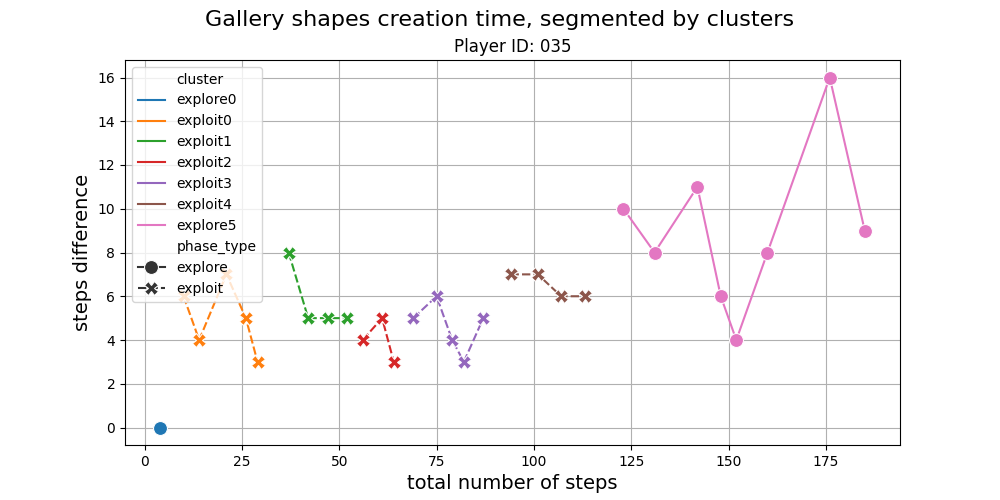 Gallery shapes creation time, segmented by clusters
Player ID: 035
steps difference
16
14
12
10
8
6
4
2
0
cluster
explore0
exploit0
exploit1
exploit2
exploit3
exploit4
explore5
phase_type
explore
exploit
0 25 50 75 100 125 150 175
total number of steps